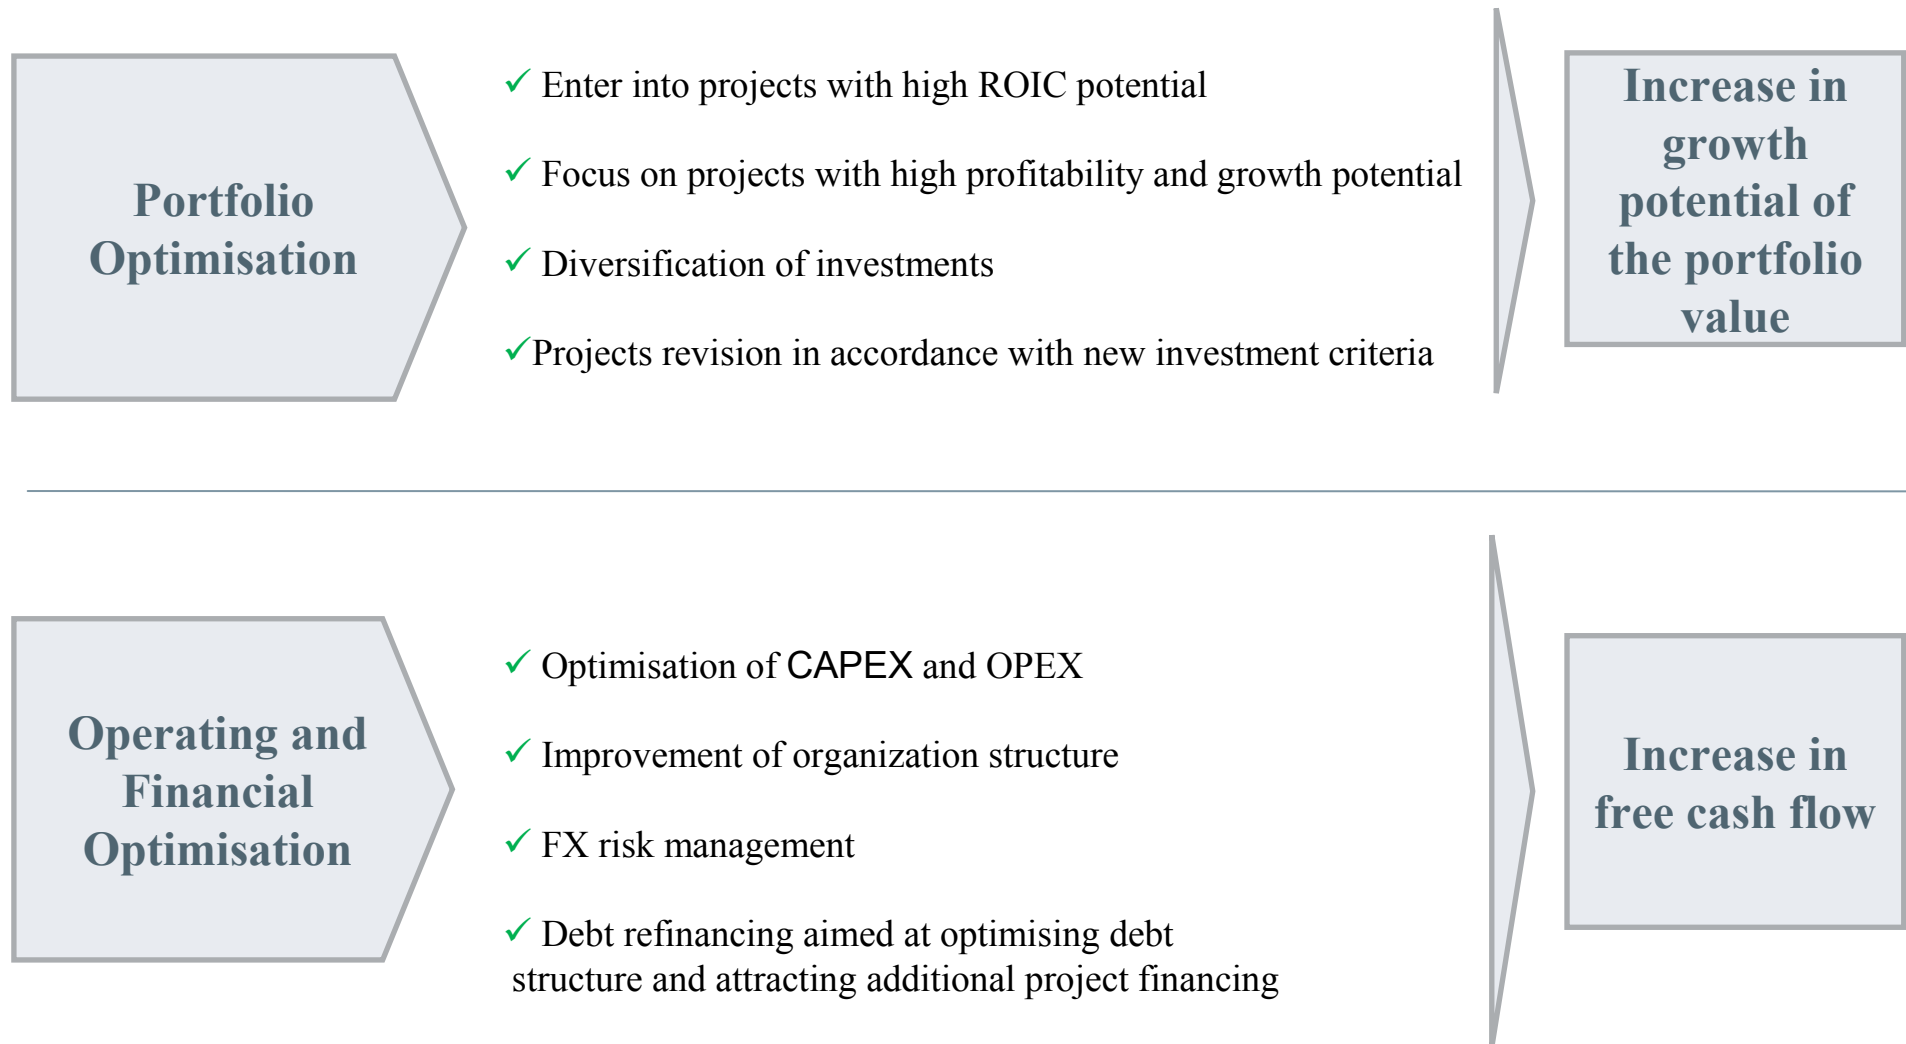 Portfolio
Optimisation
✓ Enter into projects with high ROIC potential
✓ Focus on projects with high profitability and growth potential
✓ Diversification of investments
✓Projects revision in accordance with new investment criteria
Increase in
growth
potential of
the portfolio
value
Operating and
Financial
Optimisation
✓ Optimisation of CAPEX and OPEX
✓ Improvement of organization structure
✓ FX risk management
✓ Debt refinancing aimed at optimising debt
structure and attracting additional project financing
Increase in
free cash flow